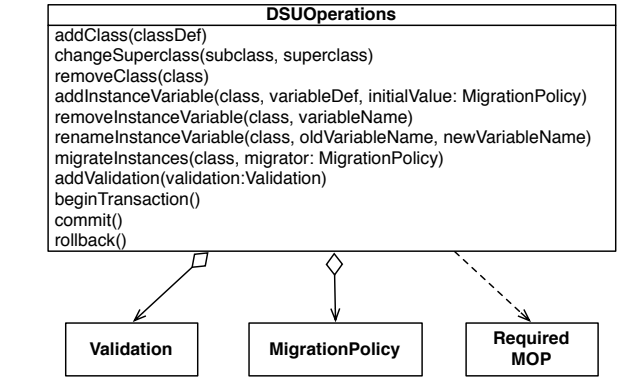 DSUOperations
addClass(classDef)
changeSuperclass(subclass, superclass)
removeClass(class)
addInstanceVariable(class, variableDef, initialValue: MigrationPolicy)
removeInstanceVariable(class, variableName)
renameInstanceVariable(class, oldVariableName, newVariableName)
migrateInstances(class, migrator: MigrationPolicy)
addValidation(validation:Validation)
beginTransaction()
commit()
rollback()
Validation
MigrationPolicy
Required
MOP